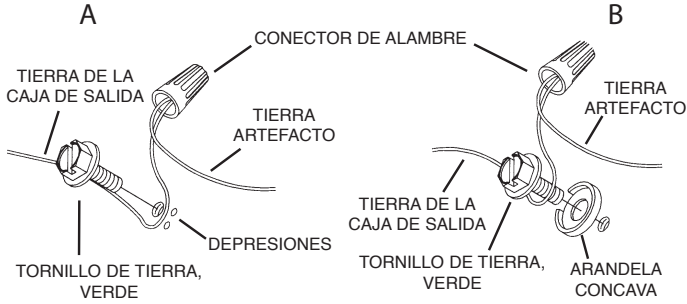 A
B
CONECTOR DE ALAMBRE
TIERRA DE LA
CAJA DE SALIDA
TIERRA
ARTEFACTO
DEPRESIONES
TORNILLO DE TIERRA,
VERDE
TIERRA
ARTEFACTO
TIERRA DE LA
CAJA DE SALIDA
TORNILLO DE TIERRA,
VERDE
ARANDELA
CONCAVA